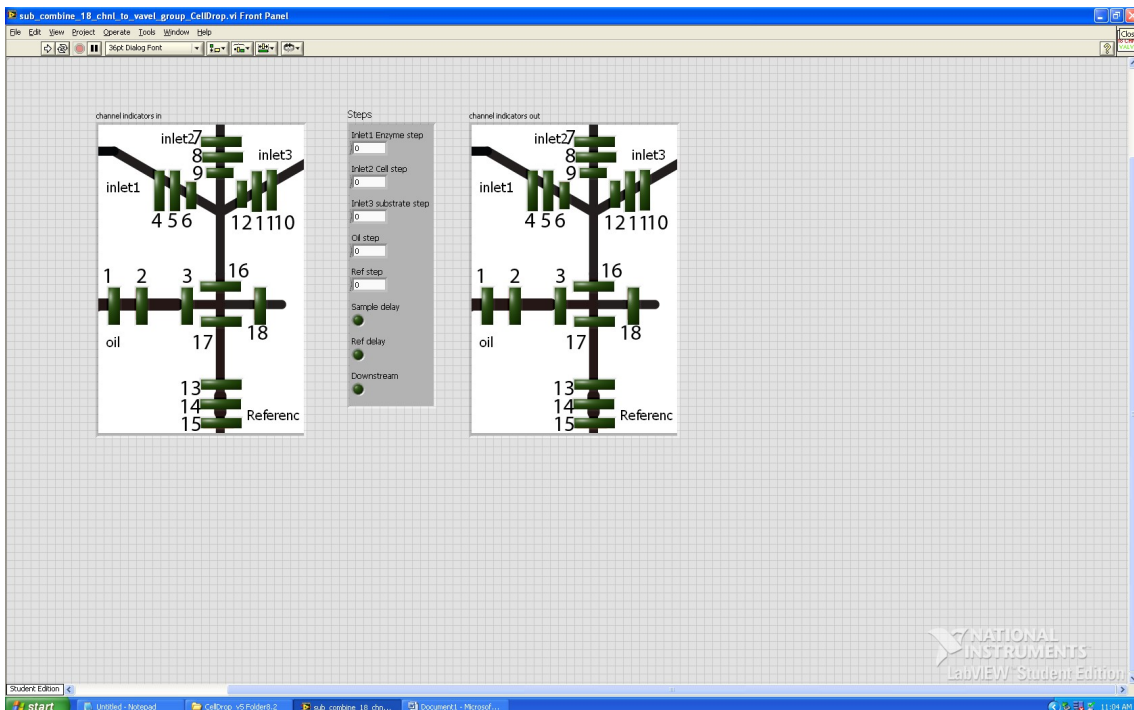 sub_combine_18_chnl_to_vavel_group_CellDrop.vi Front Panel
File Edit View Project Operate Tools Window Help
36pt Dialog Font
?
Clos
VALV
channel indicators in
inlet2
7
8
9
inlet3
inlet1
4 5 6
12 11 10
1 2 3
16
oil
17
18
13
14
15
Referenc
Steps
Inlet1 Enzyme step
0
Inlet2 Cell step
0
Inlet3 substrate step
0
Oil step
0
Ref step
0
Sample delay
Ref delay
Downstream
channel indicators out
inlet2
7
8
9
inlet3
inlet1
4 5 6
12 11 10
1 2 3
16
oil
17
18
13
14
15
Referenc
NATIONAL
INSTRUMENTS
LabVIEW™ Student Edition
Student Edition
start
Untitled - Notepad
CellDrop_v5 Folder8.2
sub_combine_18_chn...
Document1 - Microsof...
11:04 AM